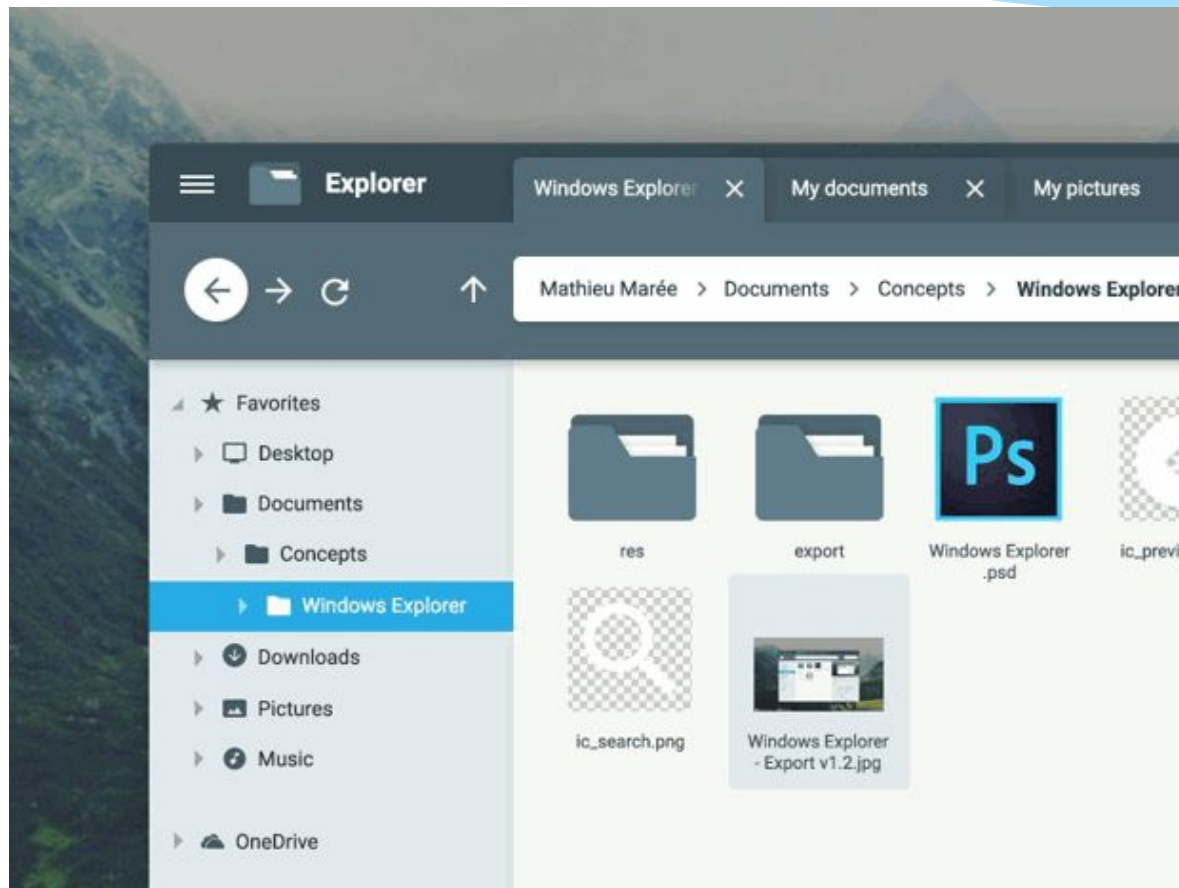 Explorer
Windows Explorer
My documents
My pictures
Mathieu Marée > Documents > Concepts > Windows Explorer
Favorites
Desktop
Documents
Concepts
Windows Explorer
Downloads
Pictures
Music
OneDrive
res
export
Ps
Windows Explorer
.psd
ic_previ
ic_search.png
Windows Explorer
- Export v1.2.jpg